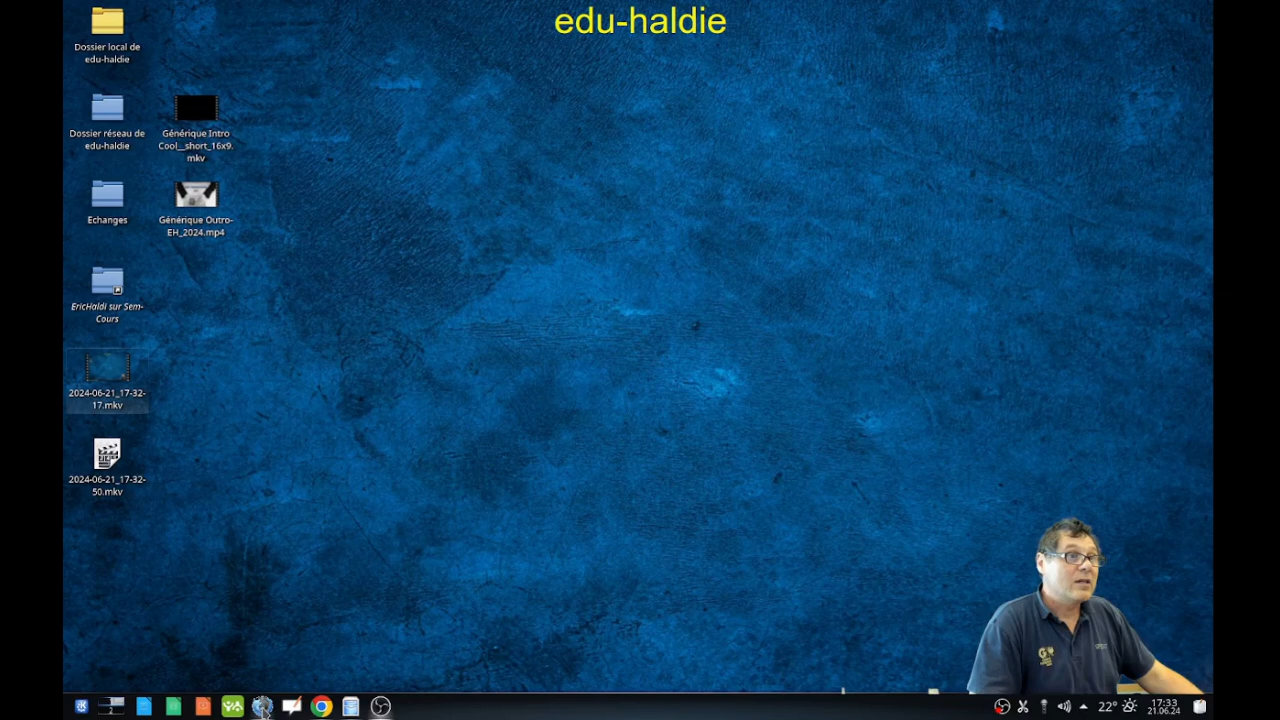 edu-haldie
Dossier local de
edu-haldie
Dossier réseau de
edu-haldie
Générique Intro
Cool__short_16x9.
mkv
Echanges
Générique Outro-
EH_2024.mp4
EricHaldi sur Sem-
Cours
2024-06-21_17-32-
17.mkv
2024-06-21_17-32-
50.mkv
2
22°
17:33
21.06.24